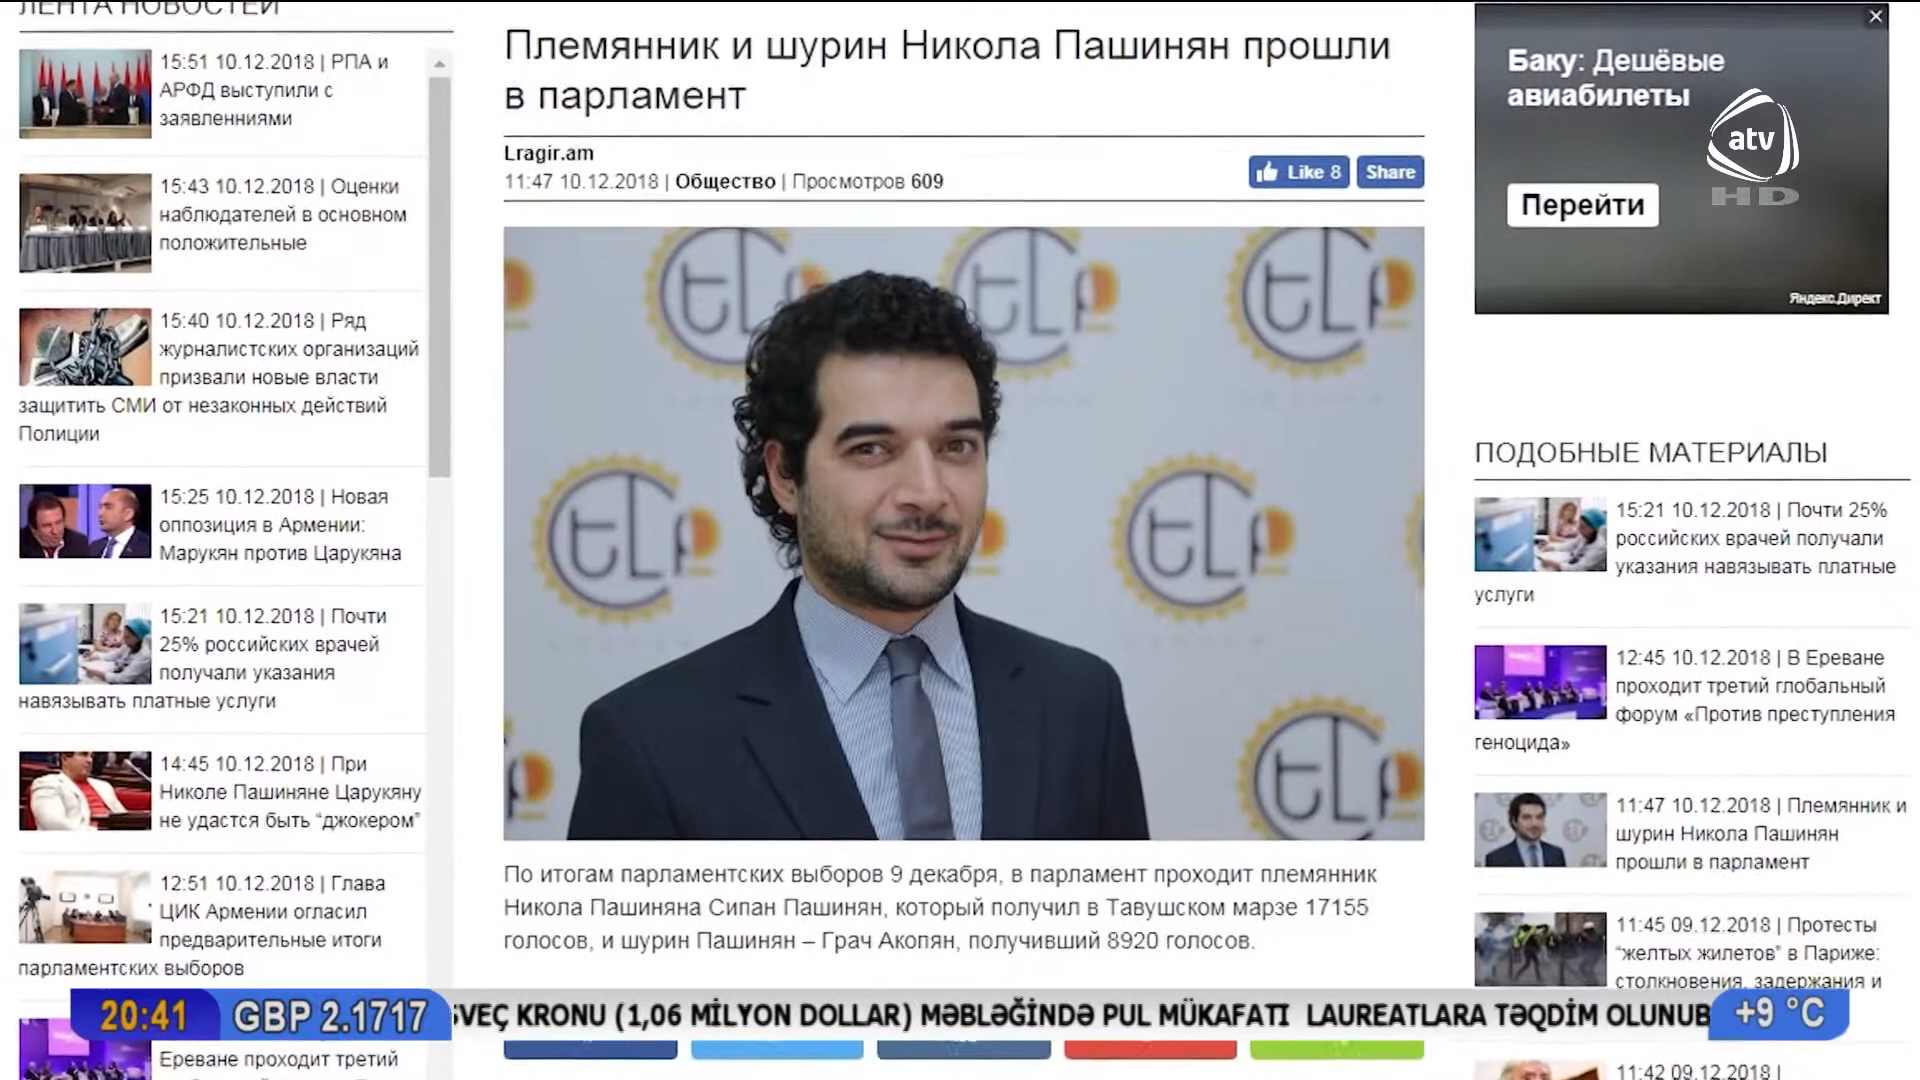 ЛЕНТА НОВОСТЕЙ
15:51 10.12.2018 | РПА и
АРФД выступили с
заявленниями
15:43 10.12.2018 | Оценки
наблюдателей в основном
положительные
15:40 10.12.2018 | Ряд
журналистских организаций
призвали новые власти
защитить СМИ от незаконных действий
Полиции
15:25 10.12.2018 | Новая
оппозиция в Армении:
Марукян против Царукяна
15:21 10.12.2018 | Почти
25% российских врачей
получали указания
навязывать платные услуги
14:45 10.12.2018 | При
Николе Пашиняне Царукяну
не удастся быть “джокером”
12:51 10.12.2018 | Глава
ЦИК Армении огласил
предварительные итоги
парламентских выборов
Ереване проходит третий
Племянник и шурин Никола Пашинян прошли
в парламент
Lragir.am
11:47 10.12.2018 | Общество | Просмотров 609
Like 8
Share
ԵԼՔ
ԵԼՔ
ԵԼՔ
ԵԼՔ
ԵԼՔ
ԵԼՔ
По итогам парламентских выборов 9 декабря, в парламент проходит племянник
Никола Пашиняна Сипан Пашинян, который получил в Тавушском марзе 17155
голосов, и шурин Пашинян – Грач Акопян, получивший 8920 голосов.
Баку: Дешёвые
авиабилеты
Перейти
Яндекс.Директ
atv
HD
ПОДОБНЫЕ МАТЕРИАЛЫ
15:21 10.12.2018 | Почти 25%
российских врачей получали
указания навязывать платные
услуги
12:45 10.12.2018 | В Ереване
проходит третий глобальный
форум «Против преступления
геноцида»
11:47 10.12.2018 | Племянник и
шурин Никола Пашинян
прошли в парламент
11:45 09.12.2018 | Протесты
“желтых жилетов” в Париже:
столкновения, задержания и
11:42 09.12.2018 |
20:41
GBP 2.1717
SVEÇ KRONU (1,06 MİLYON DOLLAR) MƏBLƏĞİNDƏ PUL MÜKAFATI LAUREATLARA TƏQDİM OLUNUB
+9 °C